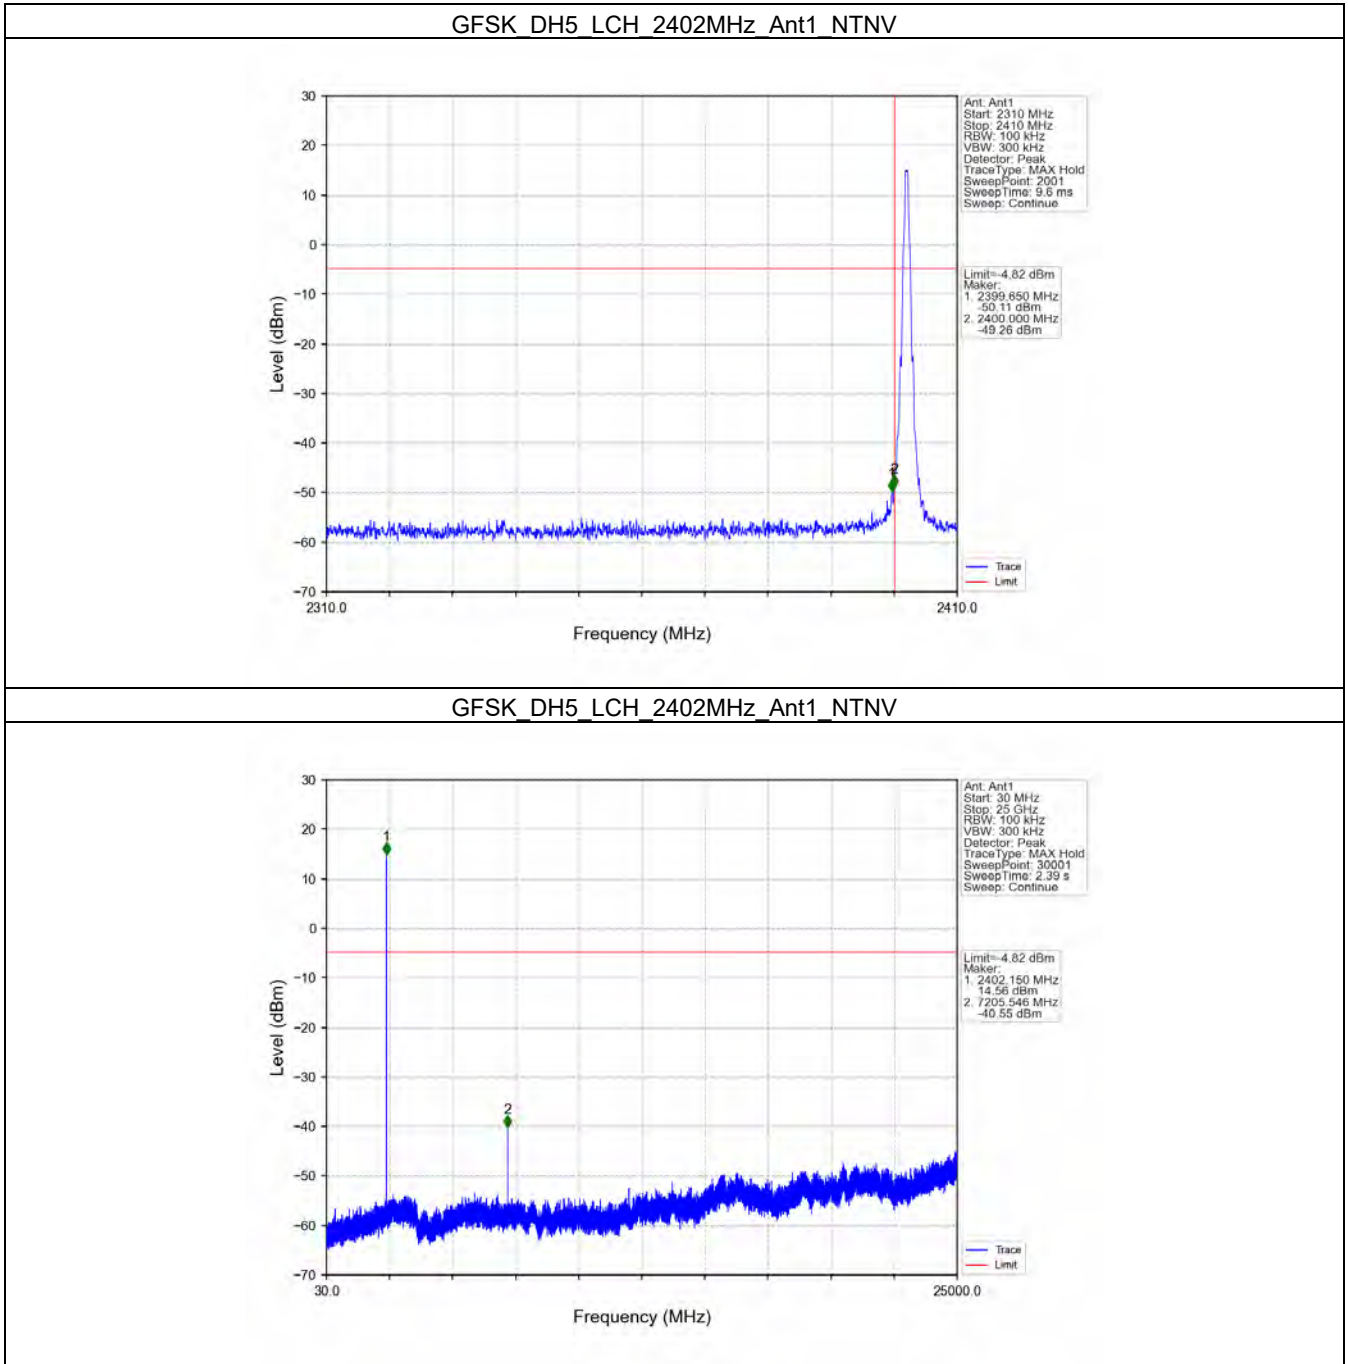 GFSK_DH5_LCH_2402MHz_Ant1_NTNV
30
20
10
0
−10
−20
−30
−40
−50
−60
−70
Level (dBm)
2310.0
2410.0
Frequency (MHz)
1
2
Ant: Ant1
Start: 2310 MHz
Stop: 2410 MHz
RBW: 100 kHz
VBW: 300 kHz
Detector: Peak
TraceType: MAX Hold
SweepPoint: 2001
SweepTime: 9.6 ms
Sweep: Continue
Limit=-4.82 dBm
Maker:
1. 2399.650 MHz
-50.11 dBm
2. 2400.000 MHz
-49.26 dBm
Trace
Limit
GFSK_DH5_LCH_2402MHz_Ant1_NTNV
30
20
10
0
−10
−20
−30
−40
−50
−60
−70
Level (dBm)
30.0
25000.0
Frequency (MHz)
1
2
Ant: Ant1
Start: 30 MHz
Stop: 25 GHz
RBW: 100 kHz
VBW: 300 kHz
Detector: Peak
TraceType: MAX Hold
SweepPoint: 30001
SweepTime: 2.39 s
Sweep: Continue
Limit=-4.82 dBm
Maker:
1. 2402.150 MHz
14.56 dBm
2. 7205.546 MHz
-40.55 dBm
Trace
Limit